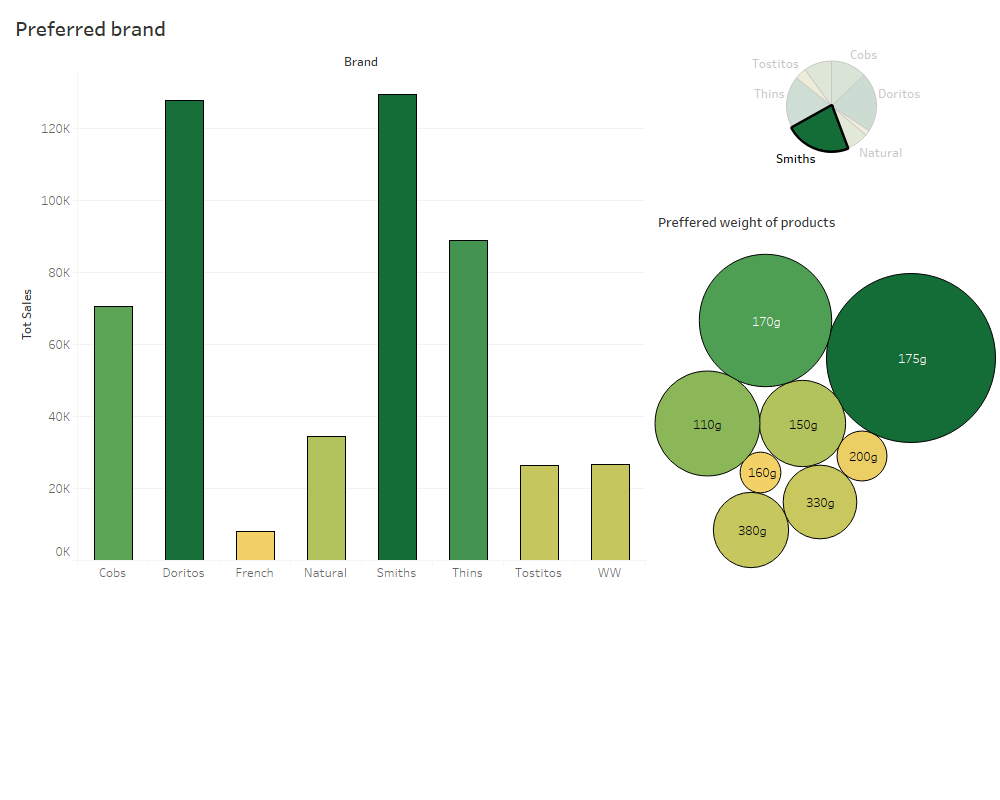 Preferred brand
Brand
Tot Sales
120K
100K
80K
60K
40K
20K
0K
Cobs Doritos French Natural Smiths Thins Tostitos WW
Cobs
Tostitos
Thins
Doritos
Natural
Smiths
Preffered weight of products
170g
175g
110g
150g
200g
160g
330g
380g